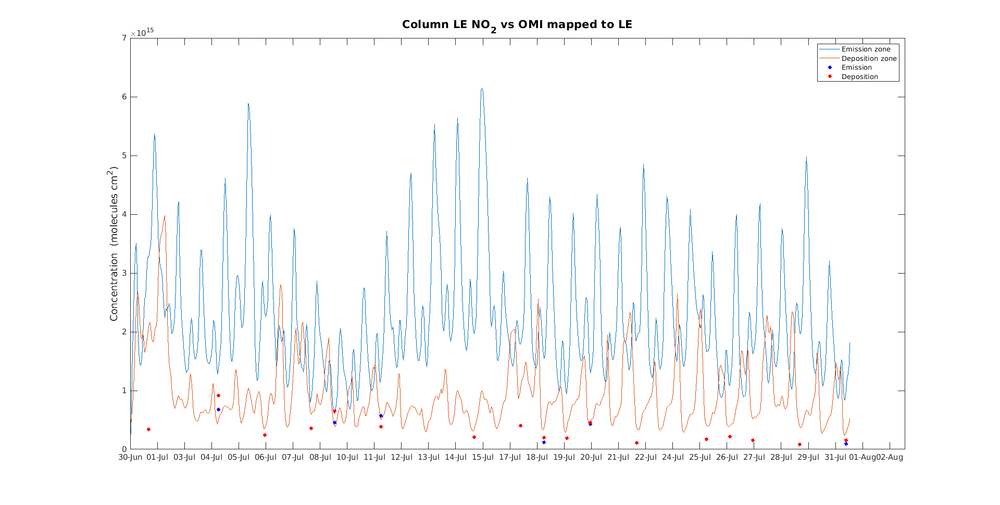 Column LE NO2 vs OMI mapped to LE
×10^15
Emission zone
Deposition zone
Emission
Deposition
Concentration (molecules cm^2)
7
6
5
4
3
2
1
0
30-Jun 01-Jul 03-Jul 04-Jul 05-Jul 06-Jul 07-Jul 08-Jul 10-Jul 11-Jul 12-Jul 13-Jul 14-Jul 15-Jul 17-Jul 18-Jul 19-Jul 20-Jul 21-Jul 22-Jul 24-Jul 25-Jul 26-Jul 27-Jul 28-Jul 29-Jul 31-Jul 01-Aug 02-Aug